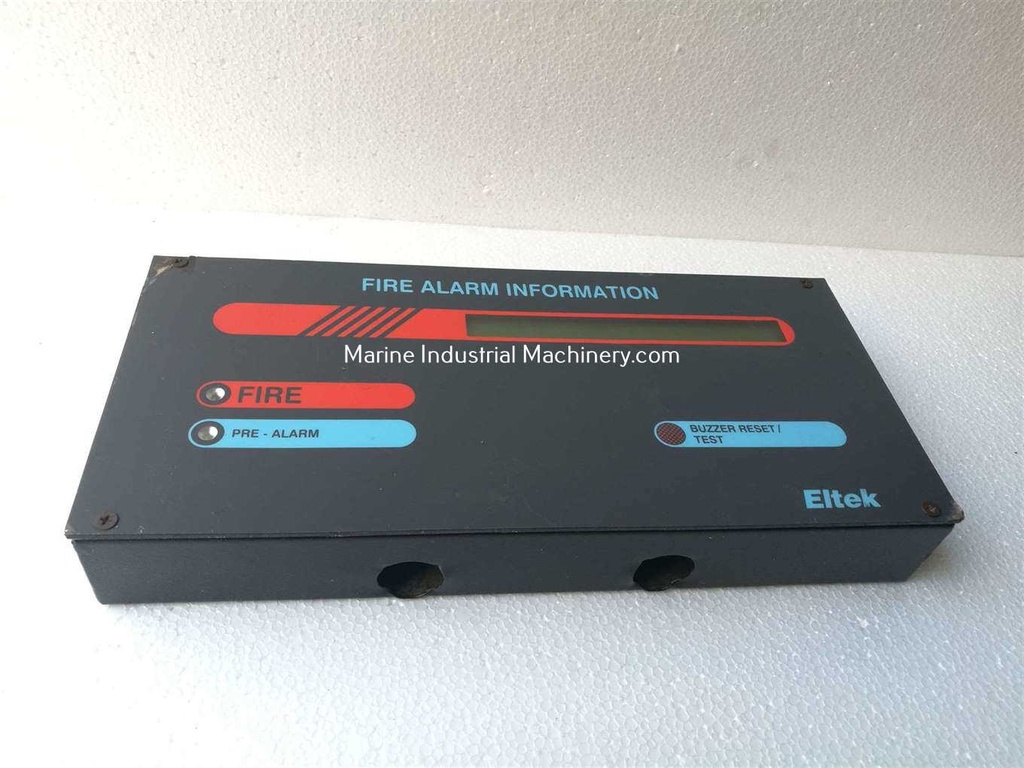 FIRE ALARM INFORMATION
Marine Industrial Machinery.com
FIRE
PRE - ALARM
BUZZER RESET /
TEST
Eltek